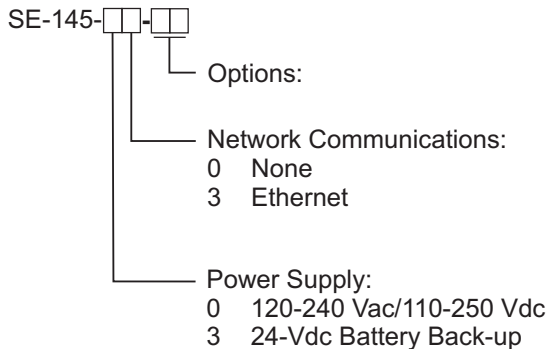 SE-145-
-
Options:
Network Communications:
0 None
3 Ethernet
Power Supply:
0 120-240 Vac/110-250 Vdc
3 24-Vdc Battery Back-up